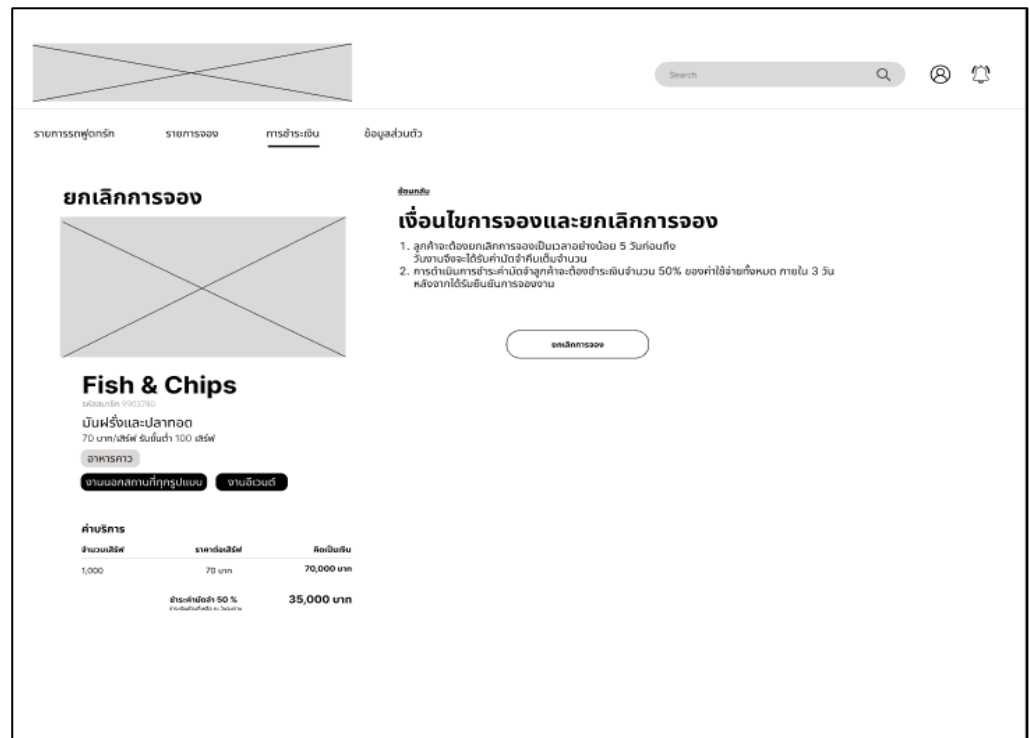 Search
รายการรถฟู้ดทรัก
รายการจอง
การชำระเงิน
ข้อมูลส่วนตัว
ยกเลิกการจอง
Fish & Chips
รหัสสมาชิก 9903780
มันฝรั่งและปลาทอด
70 บาท/เสิร์ฟ รับขั้นต่ำ 100 เสิร์ฟ
อาหารคาว
งานนอกสถานที่ทุกรูปแบบ
งานอีเวนต์
ค่าบริการ
จำนวนเสิร์ฟ ราคาต่อเสิร์ฟ คิดเป็นเงิน
1,000 70 บาท 70,000 บาท
ชำระค่ามัดจำ 50 % 35,000 บาท
ย้อนกลับ
เงื่อนไขการจองและยกเลิกการจอง
1. ลูกค้าจะต้องยกเลิกการจองเป็นเวลาอย่างน้อย 5 วันก่อนถึง
วันงานจึงจะได้รับค่ามัดจำคืนเต็มจำนวน
2. การดำเนินการชำระค่ามัดจำลูกค้าจะต้องชำระเงินจำนวน 50% ของค่าใช้จ่ายทั้งหมด ภายใน 3 วัน
หลังจากได้รับยืนยันการจองงาน
ยกเลิกการจอง